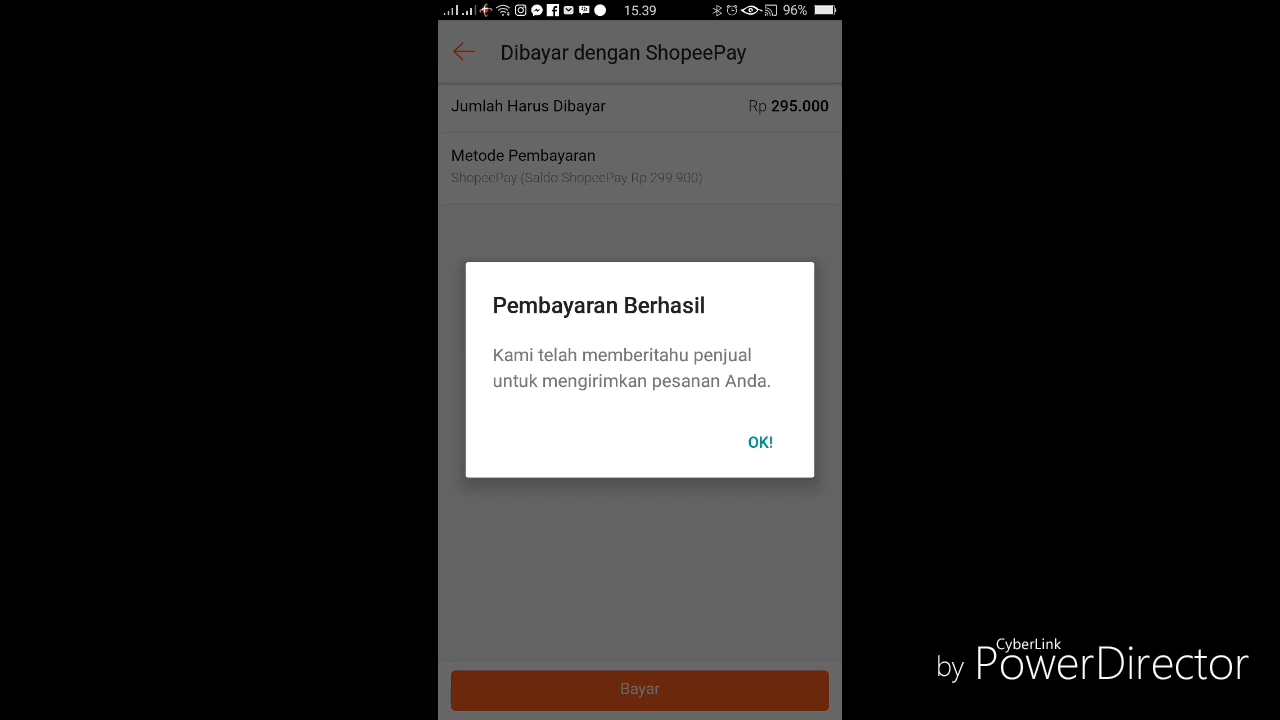 15.39
96%
Dibayar dengan ShopeePay
Jumlah Harus Dibayar Rp 295.000
Metode Pembayaran
ShopeePay (Saldo ShopeePay Rp 299.900)
Pembayaran Berhasil
Kami telah memberitahu penjual
untuk mengirimkan pesanan Anda.
OK!
Bayar
CyberLink
by PowerDirector